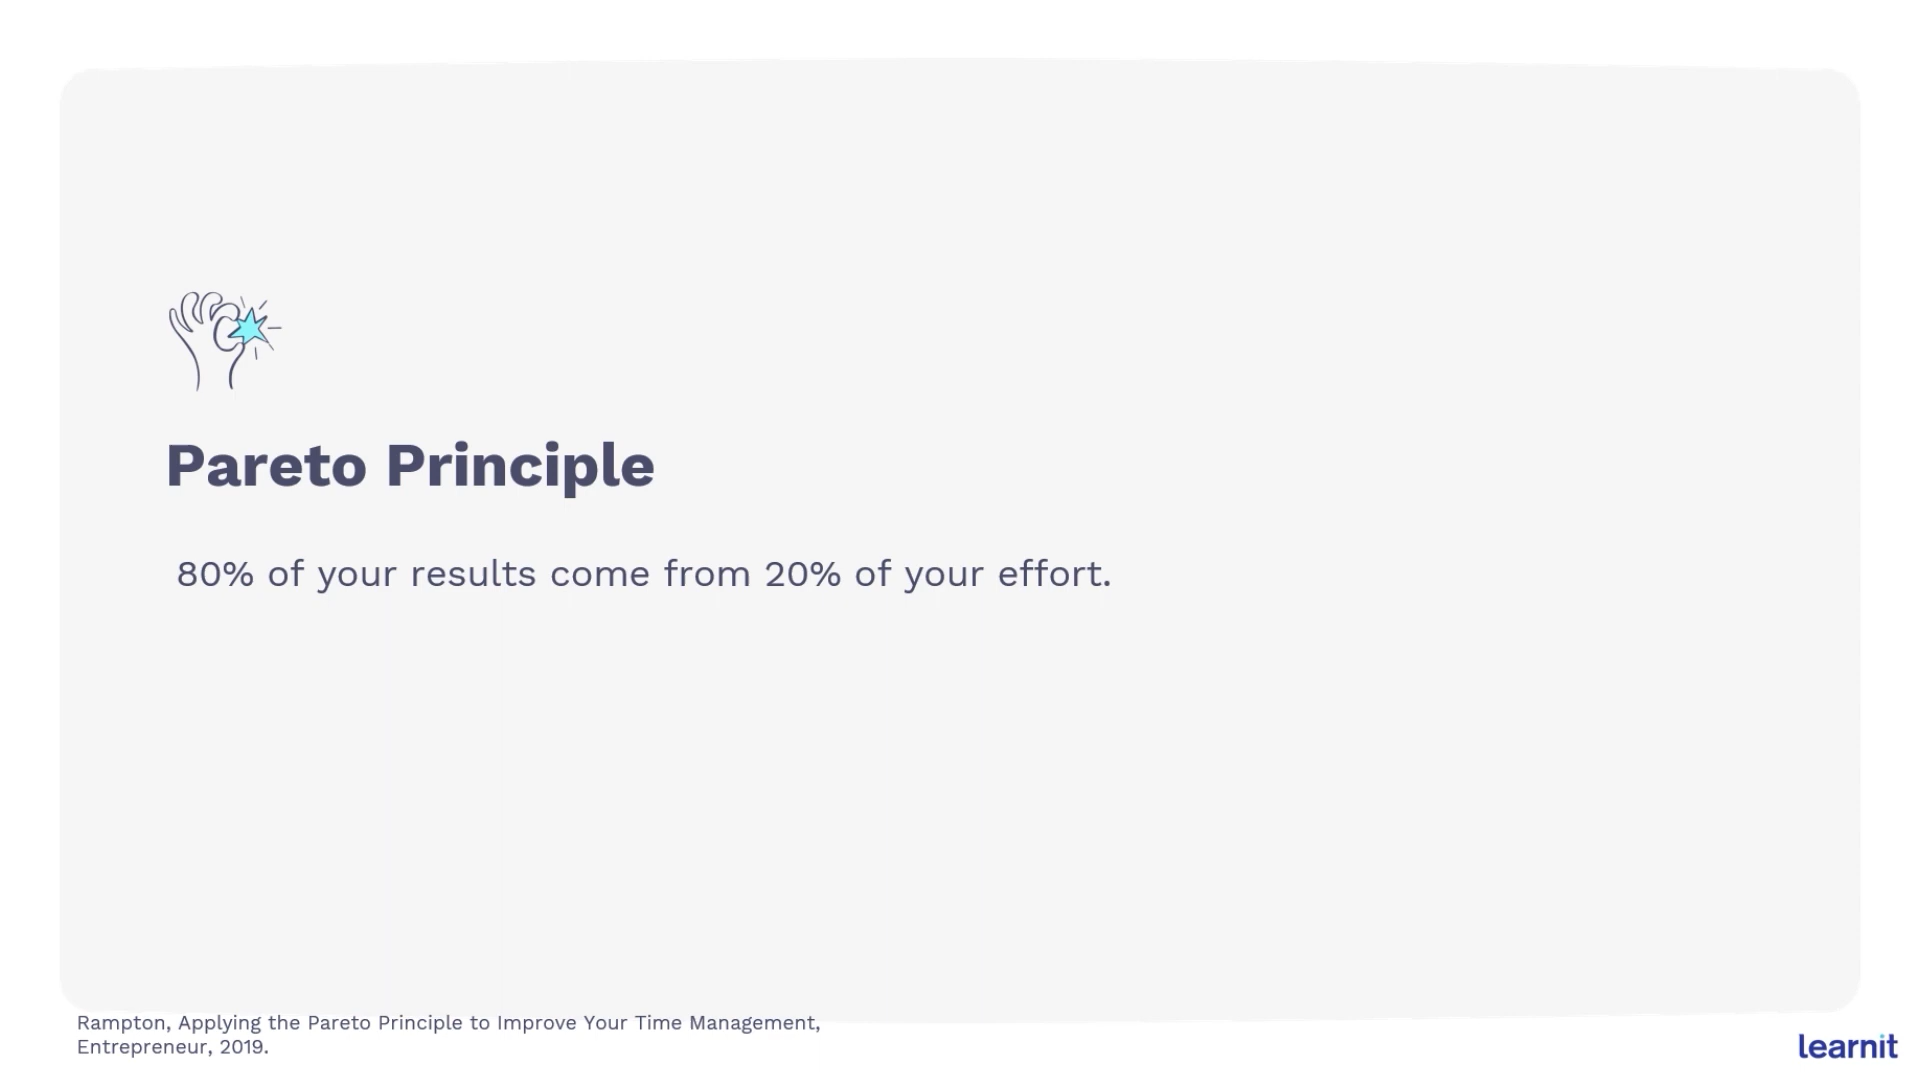 Pareto Principle
80% of your results come from 20% of your effort.
Rampton, Applying the Pareto Principle to Improve Your Time Management,
Entrepreneur, 2019.
learnit